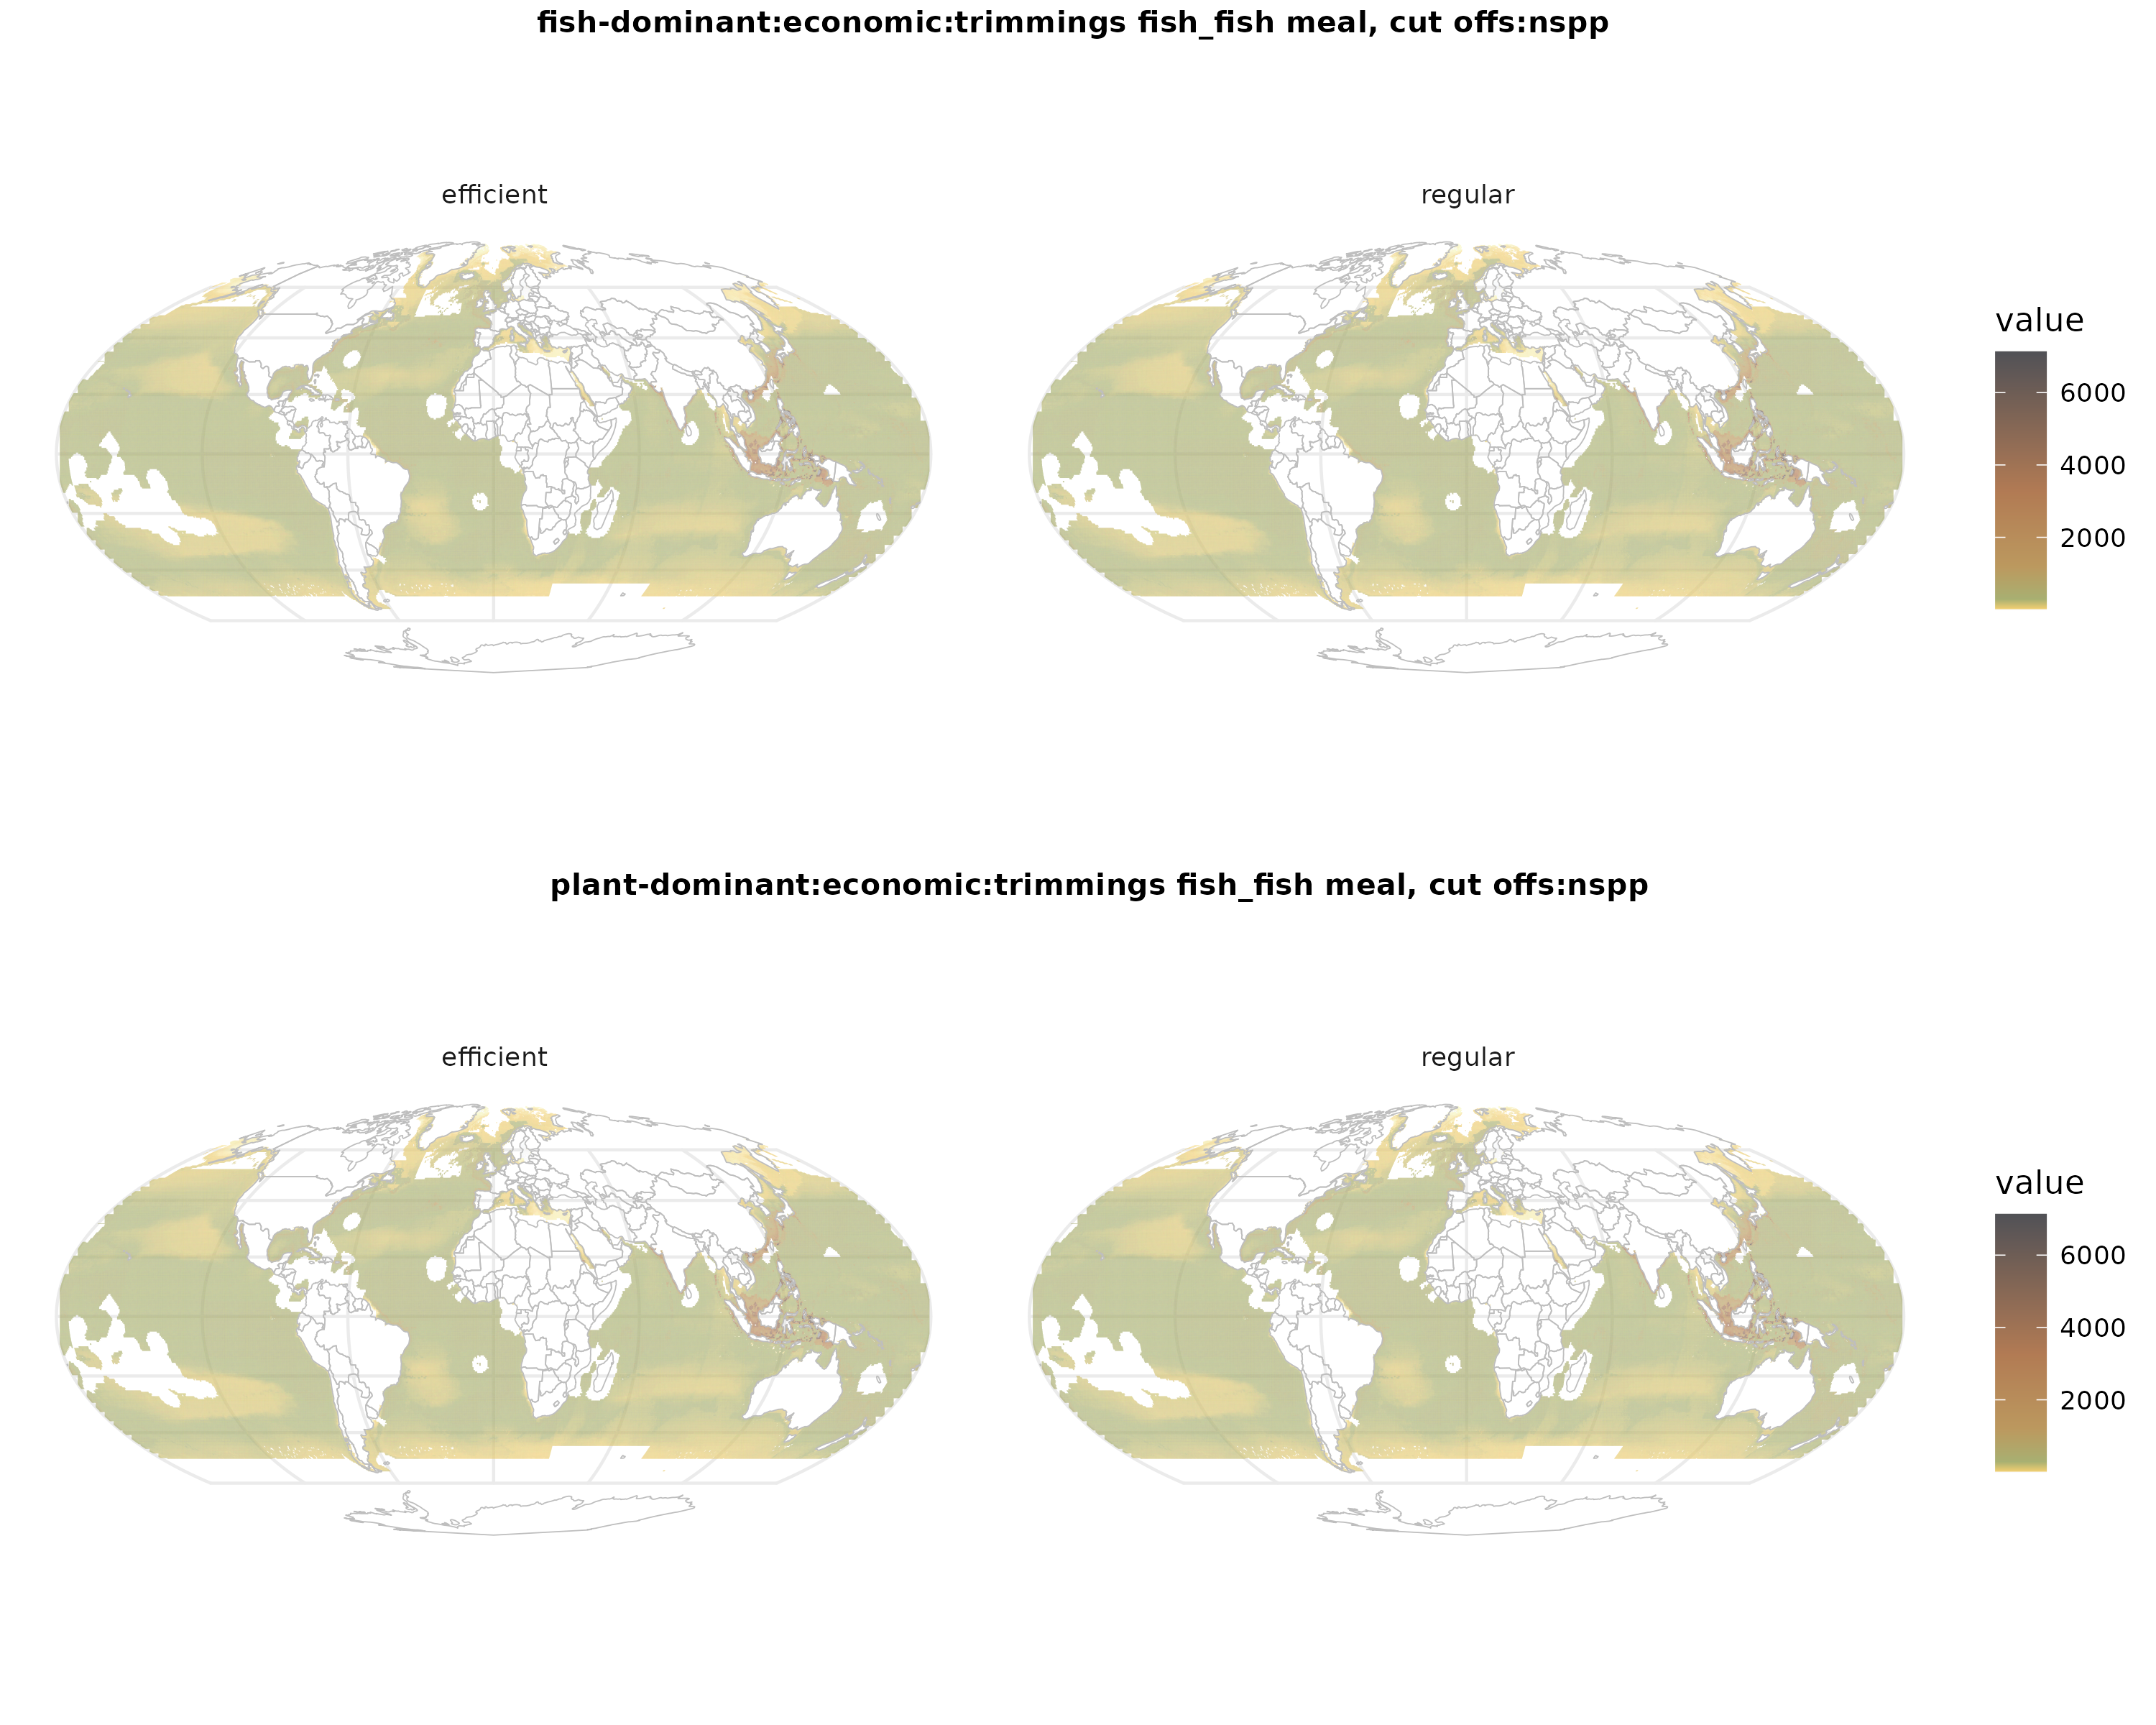 fish-dominant:economic:trimmings fish_fish meal, cut offs:nspp
efficient
regular
value
6000
4000
2000
plant-dominant:economic:trimmings fish_fish meal, cut offs:nspp
efficient
regular
value
6000
4000
2000